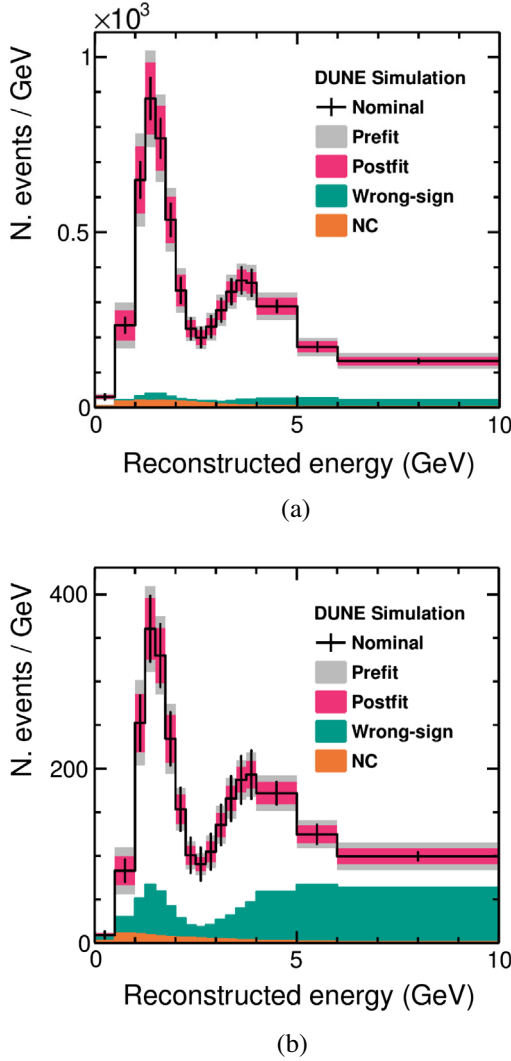 ×10³
N. events / GeV
1
0.5
0
DUNE Simulation
Nominal
Prefit
Postfit
Wrong-sign
NC
0 5 10
Reconstructed energy (GeV)
(a)
N. events / GeV
400
200
0
DUNE Simulation
Nominal
Prefit
Postfit
Wrong-sign
NC
0 5 10
Reconstructed energy (GeV)
(b)